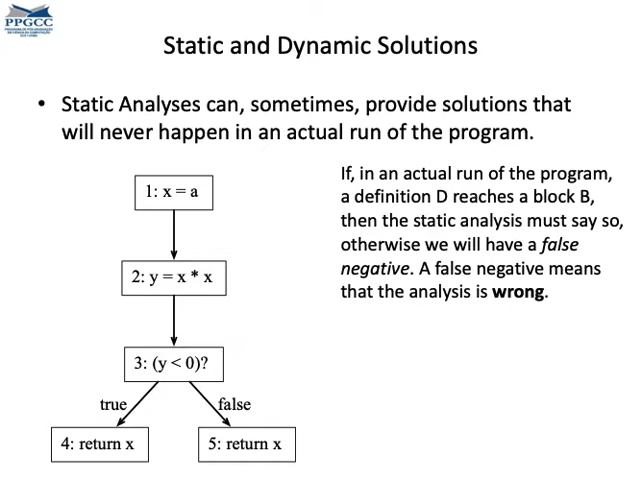 PPGCC
Static and Dynamic Solutions
• Static Analyses can, sometimes, provide solutions that
will never happen in an actual run of the program.
If, in an actual run of the program,
a definition D reaches a block B,
then the static analysis must say so,
otherwise we will have a false
negative. A false negative means
that the analysis is wrong.
1: x = a
2: y = x * x
3: (y < 0)?
true
false
4: return x
5: return x